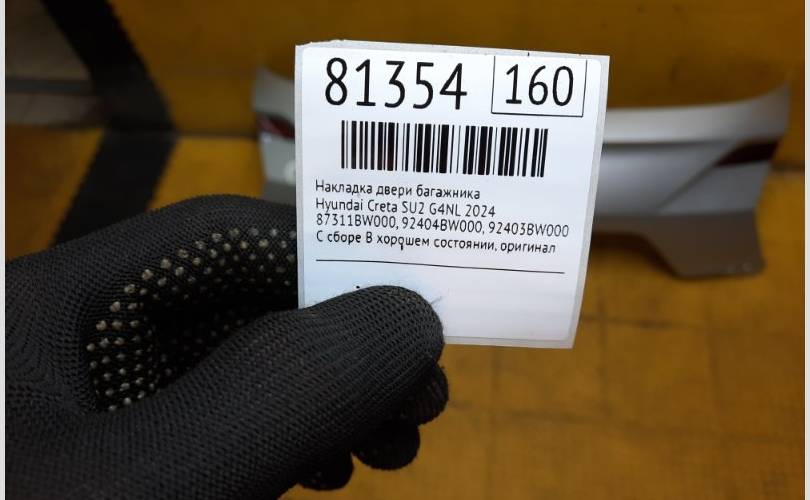 81354 160
Накладка двери багажника
Hyundai Creta SU2 G4NL 2024
87311BW000, 92404BW000, 92403BW000
С сборе В хорошем состоянии, оригинал